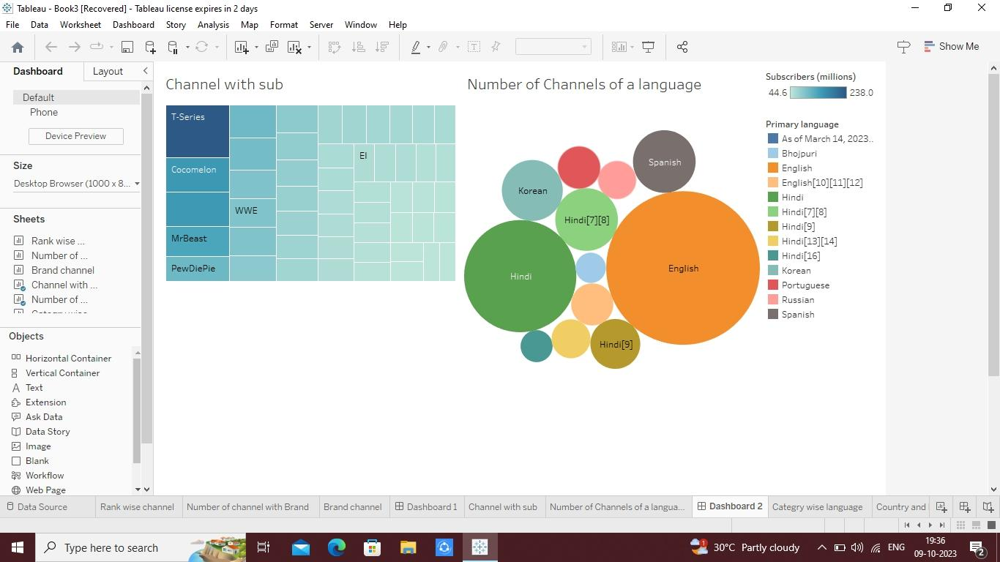 Tableau - Book3 [Recovered] - Tableau license expires in 2 days
File Data Worksheet Dashboard Story Analysis Map Format Server Window Help
Show Me
Dashboard Layout
Default
Phone
Device Preview
Size
Desktop Browser (1000 x 8...
Sheets
Rank wise ...
Number of ...
Brand channel
Channel with ...
Number of ...
Objects
Horizontal Container
Vertical Container
Text
Extension
Ask Data
Data Story
Image
Blank
Workflow
Web Page
Channel with sub
T-Series
Cocomelon
MrBeast
PewDiePie
WWE
El
Number of Channels of a language
Spanish
Korean
Hindi[7][8]
Hindi
English
Hindi[9]
Subscribers (millions)
44.6 238.0
Primary language
As of March 14, 2023..
Bhojpuri
English
English[10][11][12]
Hindi
Hindi[7][8]
Hindi[9]
Hindi[13][14]
Hindi[16]
Korean
Portuguese
Russian
Spanish
Data Source Rank wise channel Number of channel with Brand Brand channel Dashboard 1 Channel with sub Number of Channels of a langua... Dashboard 2 Categry wise language Country and
Type here to search
1
30°C Partly cloudy
ENG
19:36
09-10-2023
2